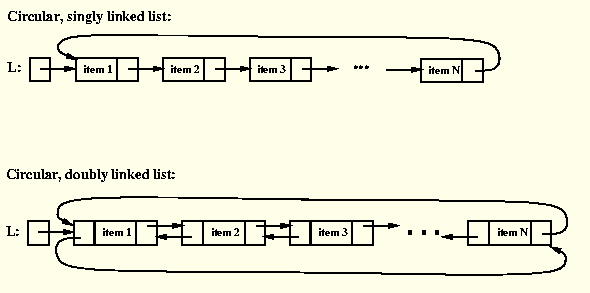 Circular, singly linked list:
L: item 1 item 2 item 3 ... item N
Circular, doubly linked list:
L: item 1 item 2 item 3 ... item N